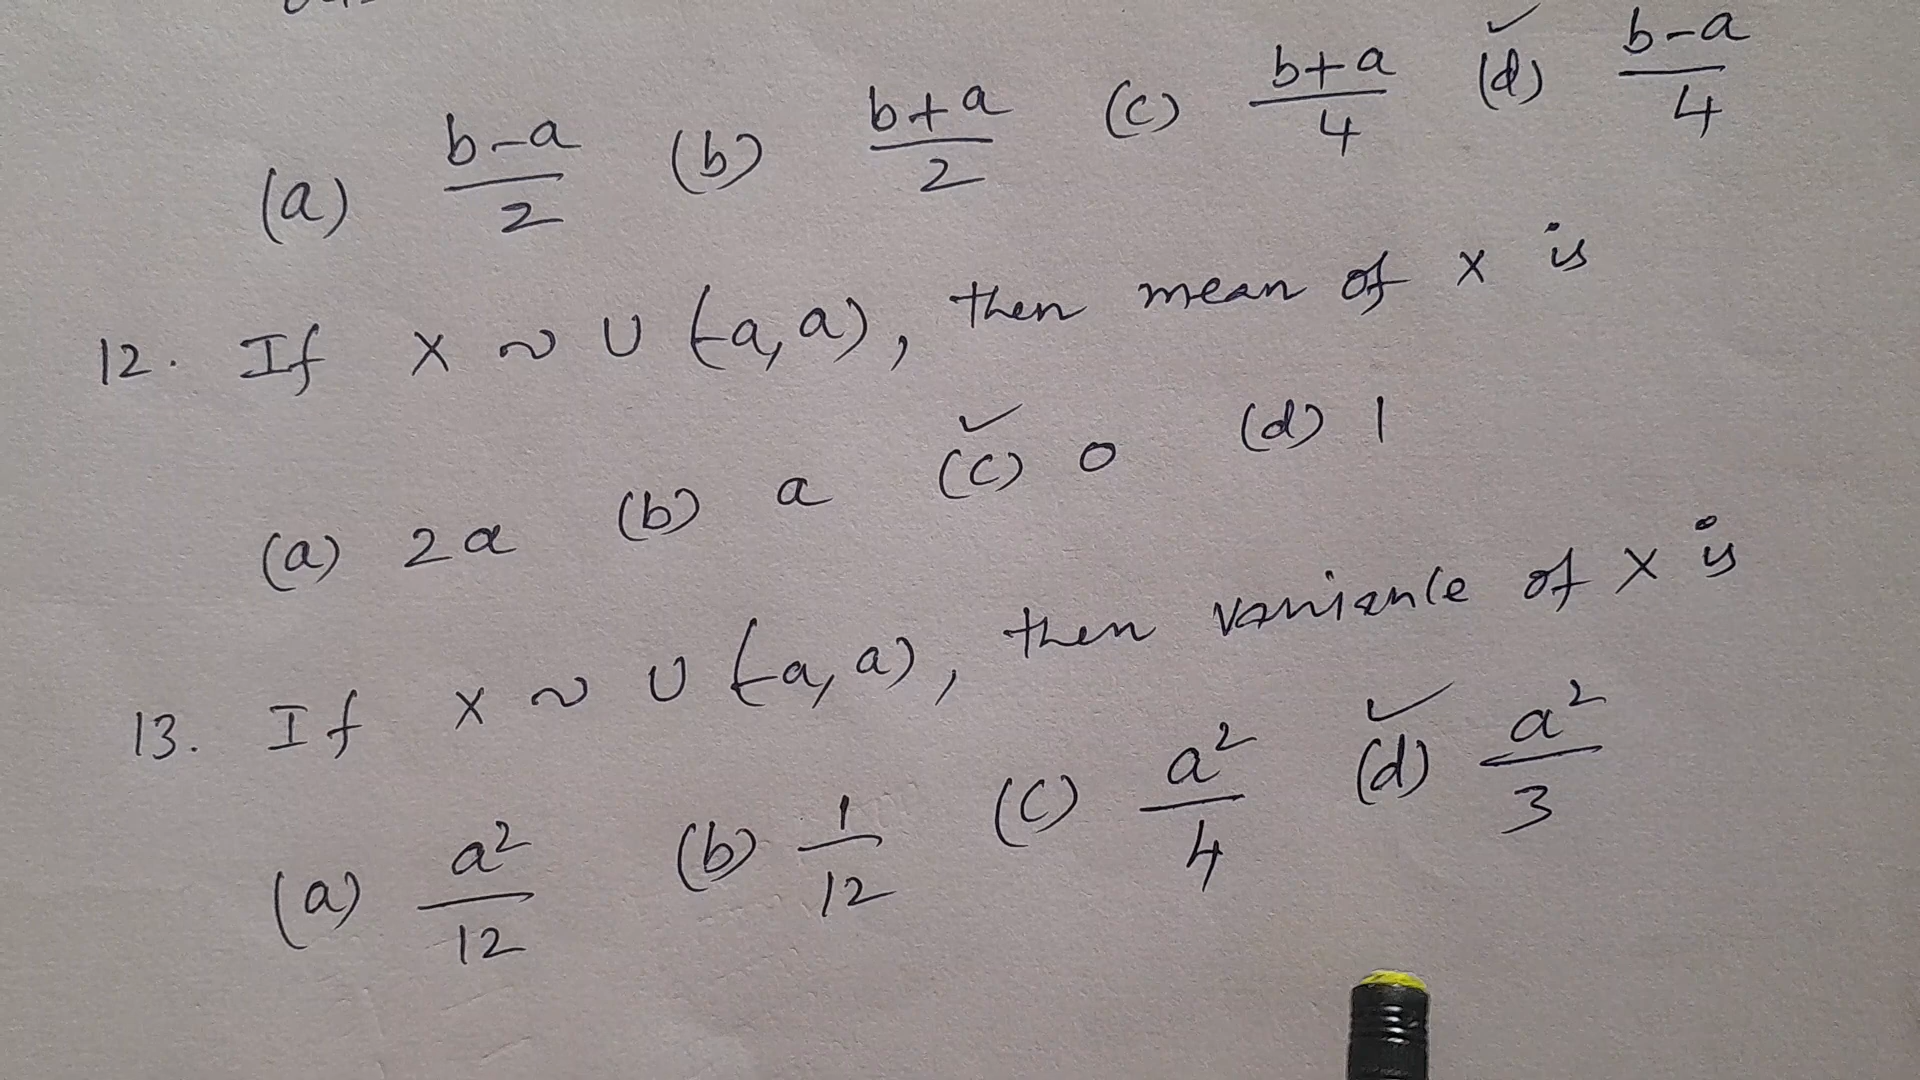 (a) b-a/2 (b) b+a/2 (c) b+a/4 ✓(d) b-a/4
12. If X ~ U (-a, a), then mean of X is
(a) 2a (b) a ✓(c) 0 (d) 1
13. If X ~ U (-a, a), then variance of X is
(a) a²/12 (b) 1/12 (c) a²/4 ✓(d) a²/3